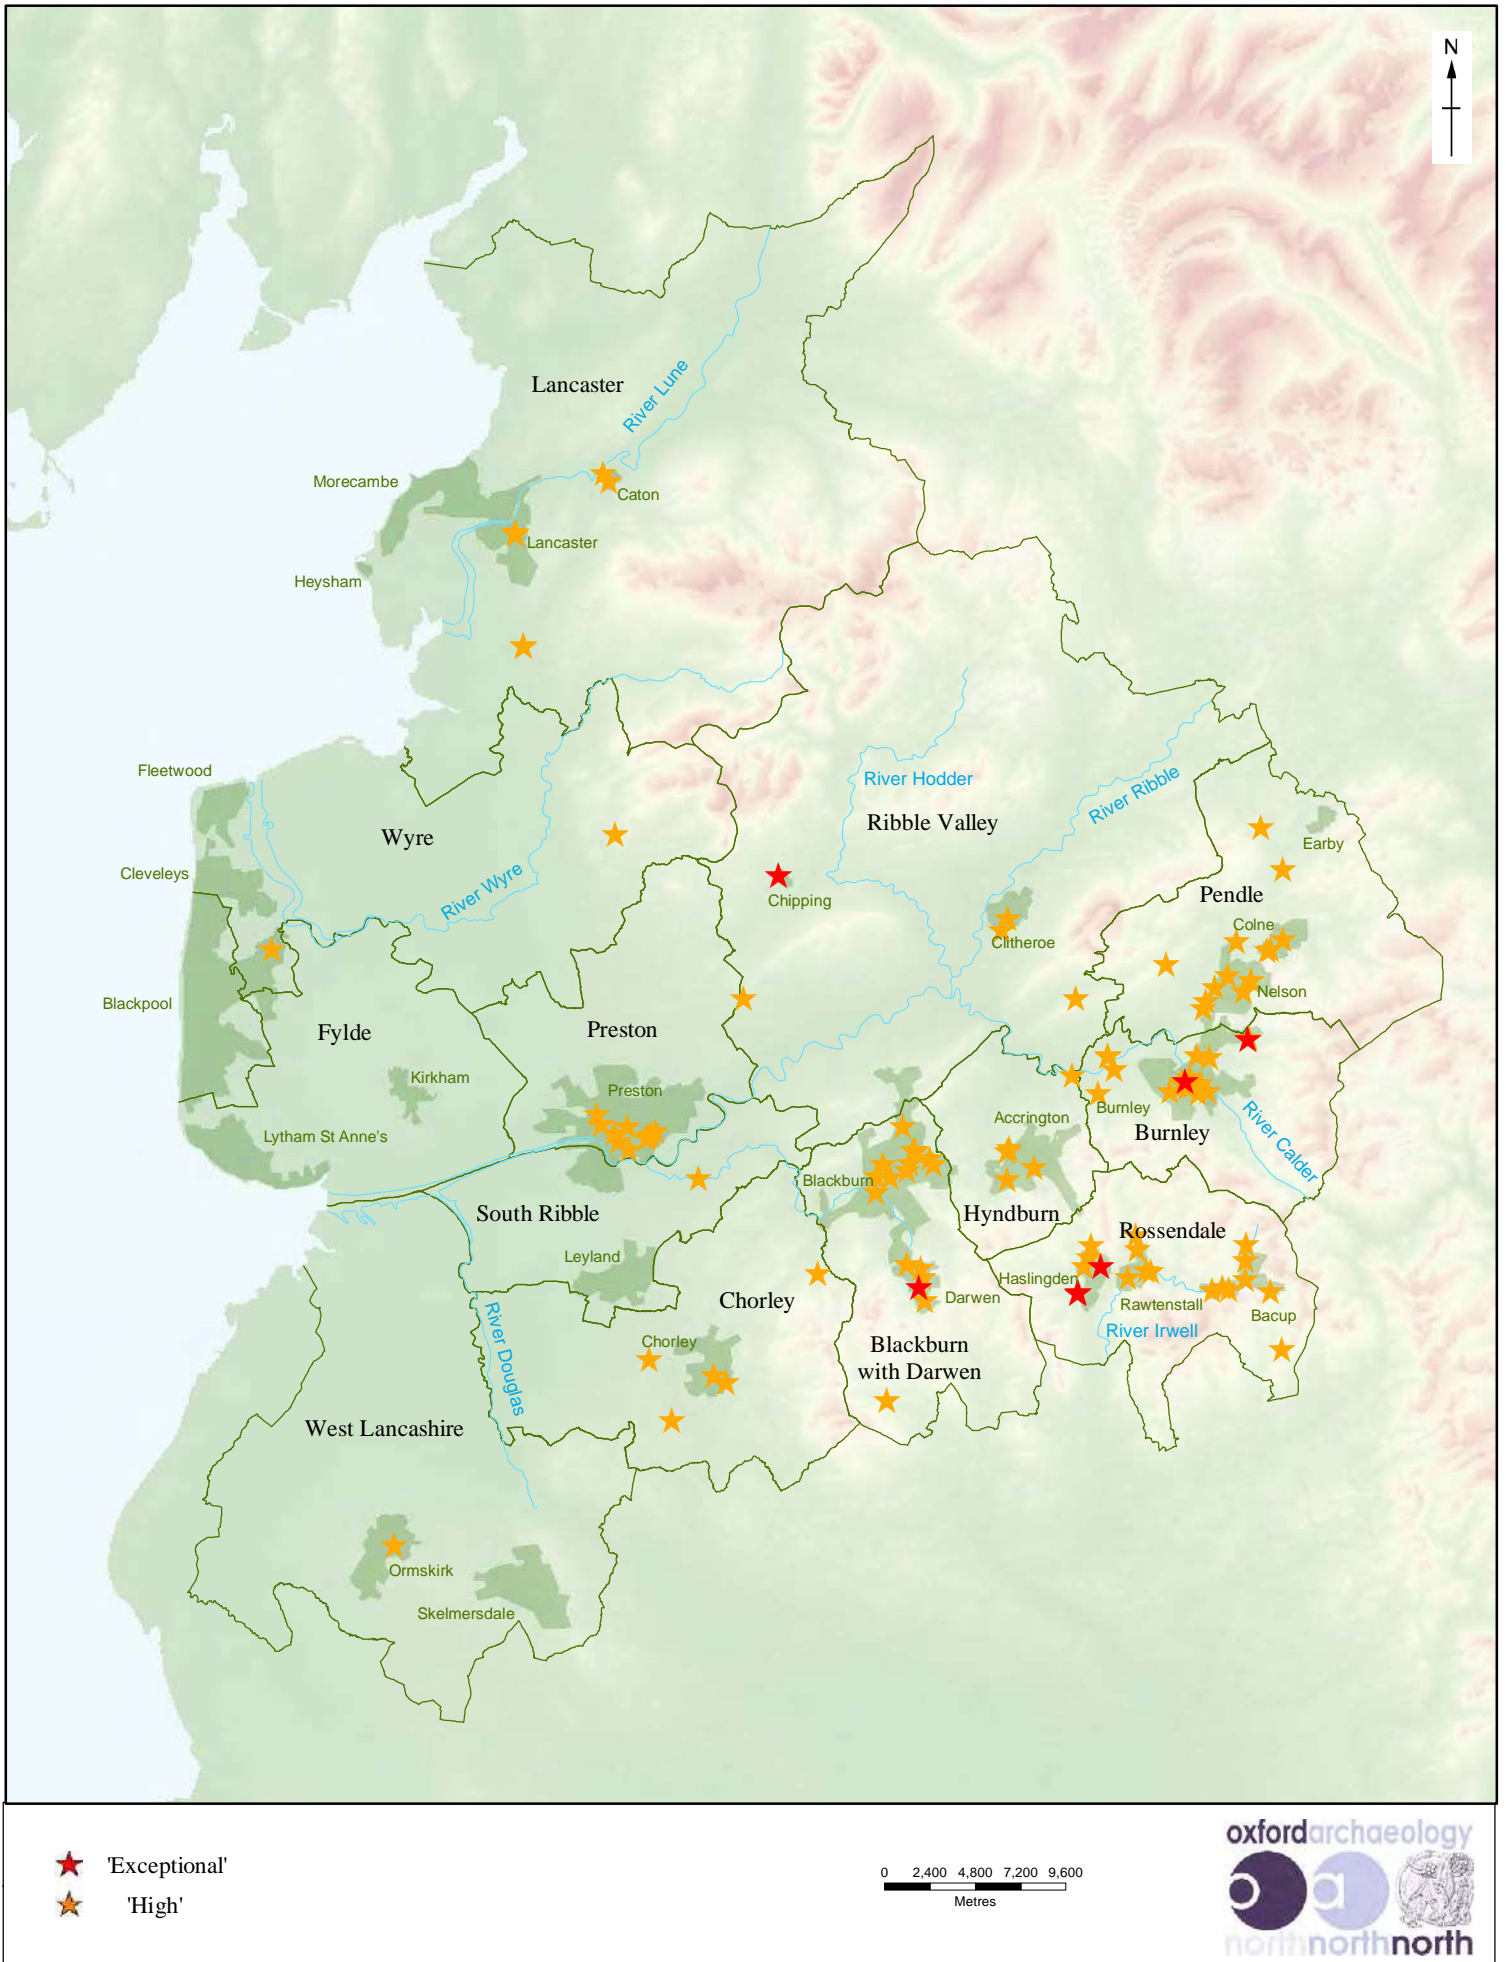 N
Lancaster
River Lune
Morecambe
Caton
Lancaster
Heysham
Fleetwood
River Hodder
River Ribble
Ribble Valley
Wyre
Earby
Cleveleys
River Wyre
Chipping
Pendle
Colne
Clitheroe
Nelson
Blackpool
Fylde
Preston
Kirkham
Preston
Burnley
Accrington
River Calder
Lytham St Anne's
Burnley
Blackburn
South Ribble
Hyndburn
Rossendale
Leyland
Haslingden
Chorley
Darwen
Rawtenstall
Bacup
River Douglas
River Irwell
Chorley
Blackburn
with Darwen
West Lancashire
Ormskirk
Skelmersdale
'Exceptional'
'High'
0 2,400 4,800 7,200 9,600
Metres
oxfordarchaeology
o a
northnorthnorth